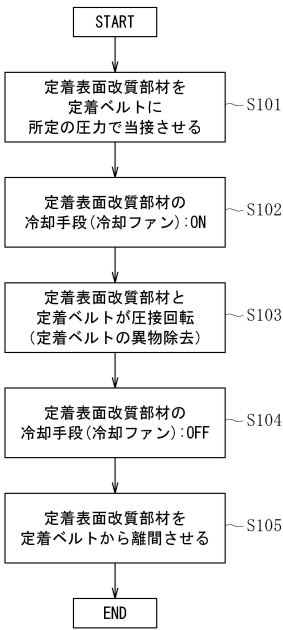 START
定着表面改質部材を
定着ベルトに
所定の圧力で当接させる
S101
定着表面改質部材の
冷却手段(冷却ファン):ON
S102
定着表面改質部材と
定着ベルトが圧接回転
(定着ベルトの異物除去)
S103
定着表面改質部材の
冷却手段(冷却ファン):OFF
S104
定着表面改質部材を
定着ベルトから離間させる
S105
END